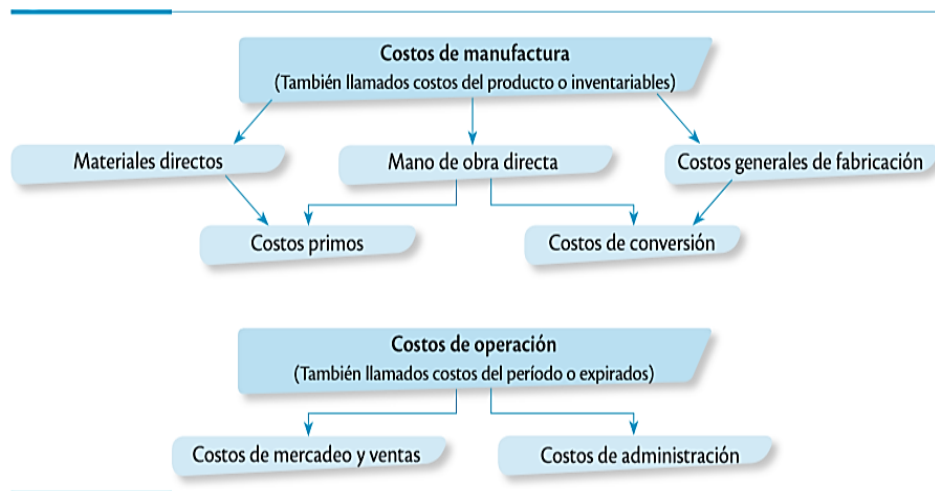 Costos de manufactura
(También llamados costos del producto o inventariables)
Materiales directos
Mano de obra directa
Costos generales de fabricación
Costos primos
Costos de conversión
Costos de operación
(También llamados costos del período o expirados)
Costos de mercadeo y ventas
Costos de administración